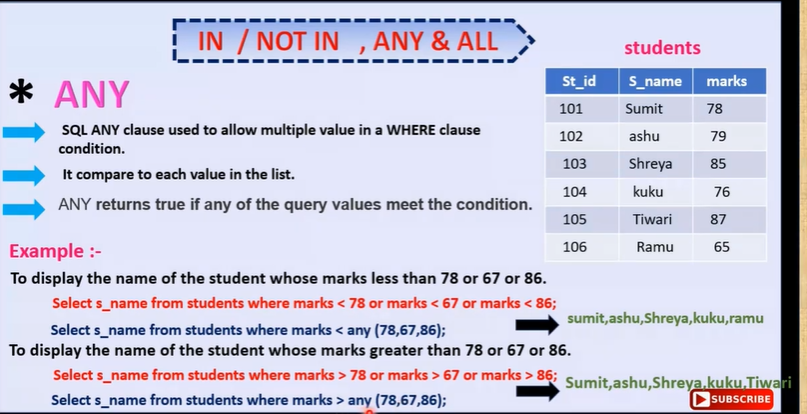 IN / NOT IN , ANY & ALL
students
* ANY
SQL ANY clause used to allow multiple value in a WHERE clause
condition.
It compare to each value in the list.
ANY returns true if any of the query values meet the condition.
St_id S_name marks
101 Sumit 78
102 ashu 79
103 Shreya 85
104 kuku 76
105 Tiwari 87
106 Ramu 65
Example :-
To display the name of the student whose marks less than 78 or 67 or 86.
Select s_name from students where marks < 78 or marks < 67 or marks < 86;
Select s_name from students where marks < any (78,67,86);
sumit,ashu,Shreya,kuku,ramu
To display the name of the student whose marks greater than 78 or 67 or 86.
Select s_name from students where marks > 78 or marks > 67 or marks > 86;
Select s_name from students where marks > any (78,67,86);
Sumit,ashu,Shreya,kuku,Tiwari
SUBSCRIBE